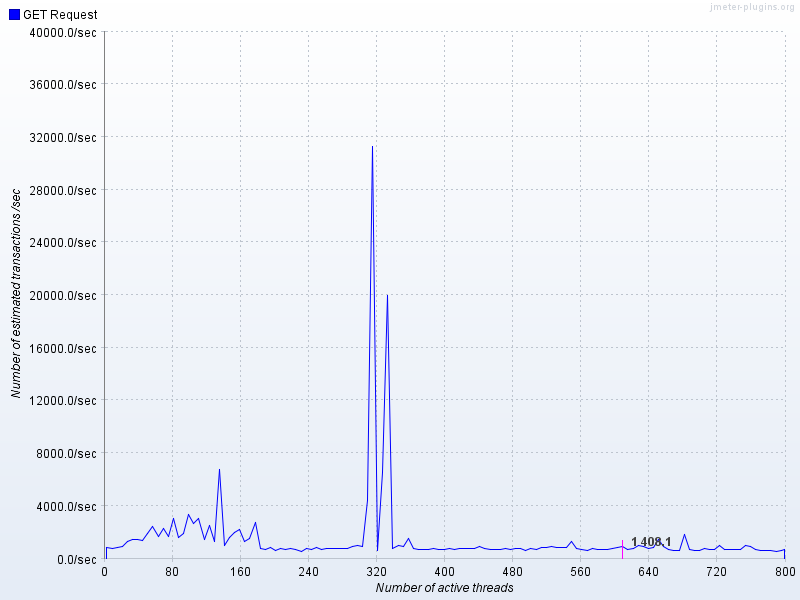 jmeter-plugins.org
GET Request
40000.0/sec
36000.0/sec
32000.0/sec
28000.0/sec
24000.0/sec
20000.0/sec
16000.0/sec
12000.0/sec
8000.0/sec
4000.0/sec
0.0/sec
Number of estimated transactions /sec
1 408.1
0 80 160 240 320 400 480 560 640 720 800
Number of active threads